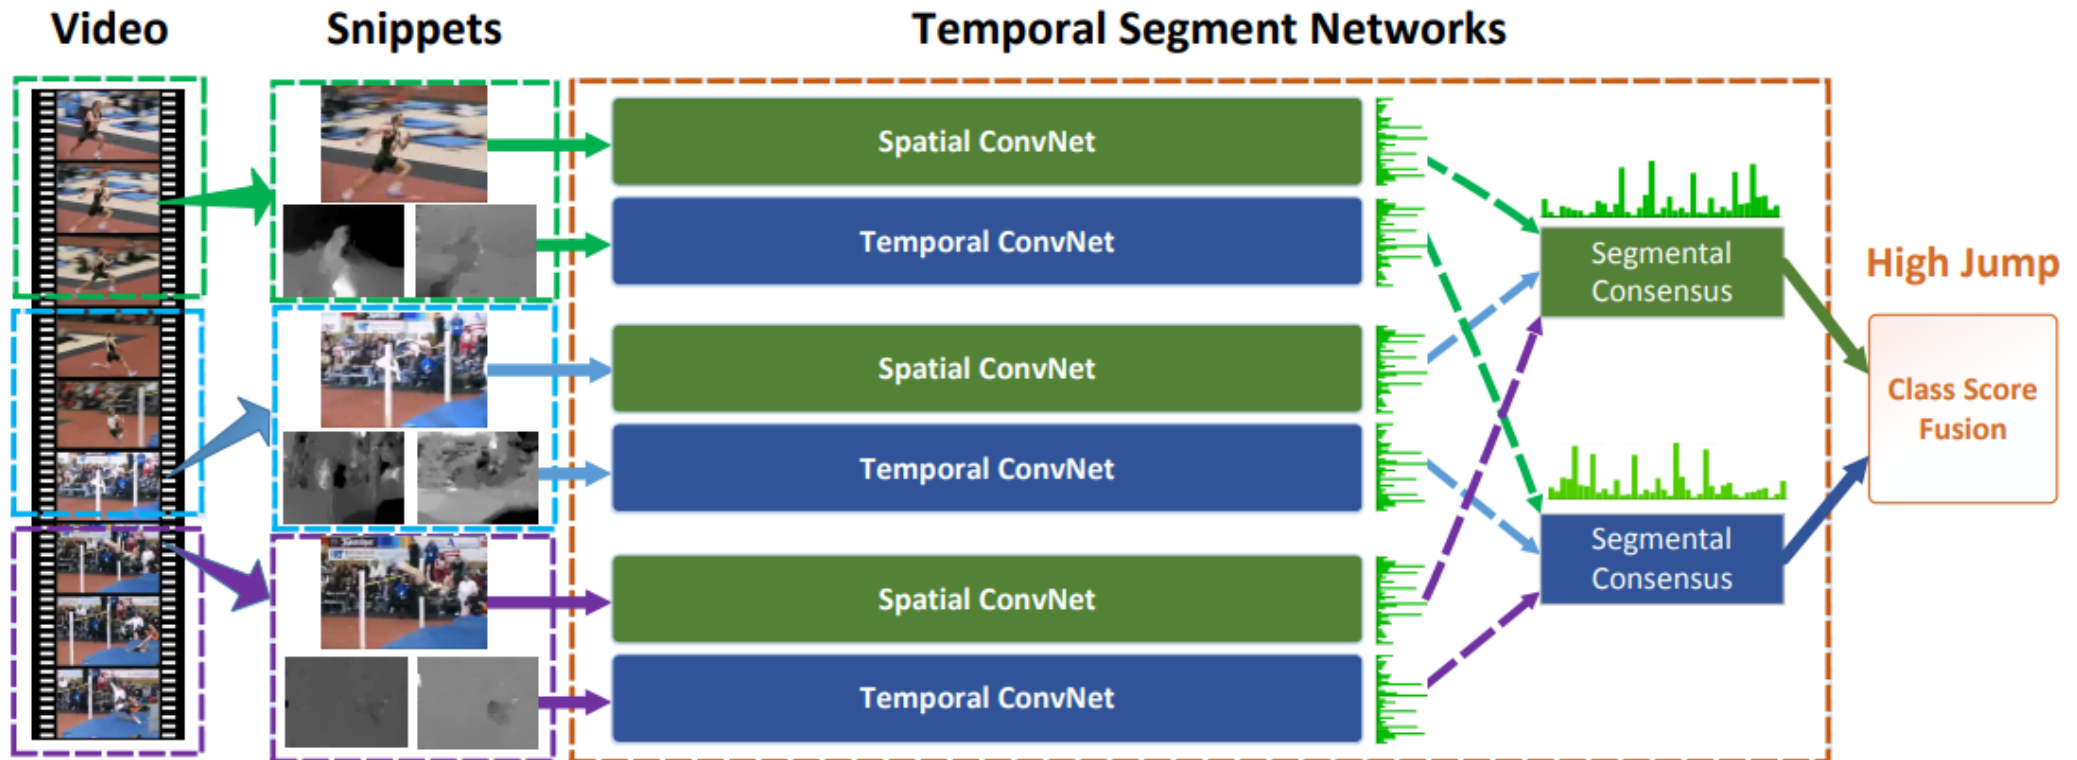 Video
Snippets
Temporal Segment Networks
Spatial ConvNet
Temporal ConvNet
Spatial ConvNet
Temporal ConvNet
Spatial ConvNet
Temporal ConvNet
Segmental
Consensus
Segmental
Consensus
High Jump
Class Score
Fusion